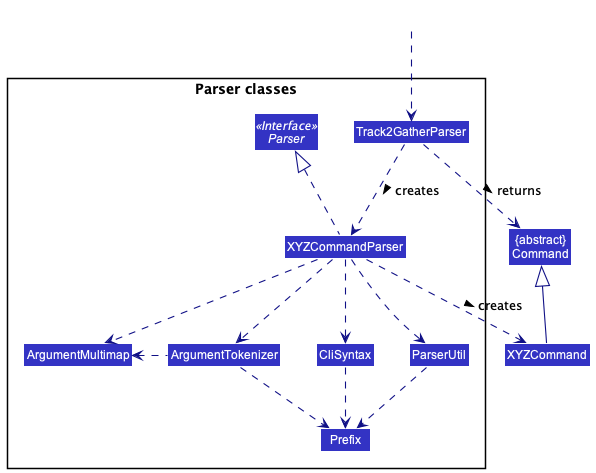 Parser classes
«Interface»
Parser
Track2GatherParser
creates
returns
XYZCommandParser
{abstract}
Command
creates
ArgumentMultimap
ArgumentTokenizer
CliSyntax
ParserUtil
XYZCommand
Prefix